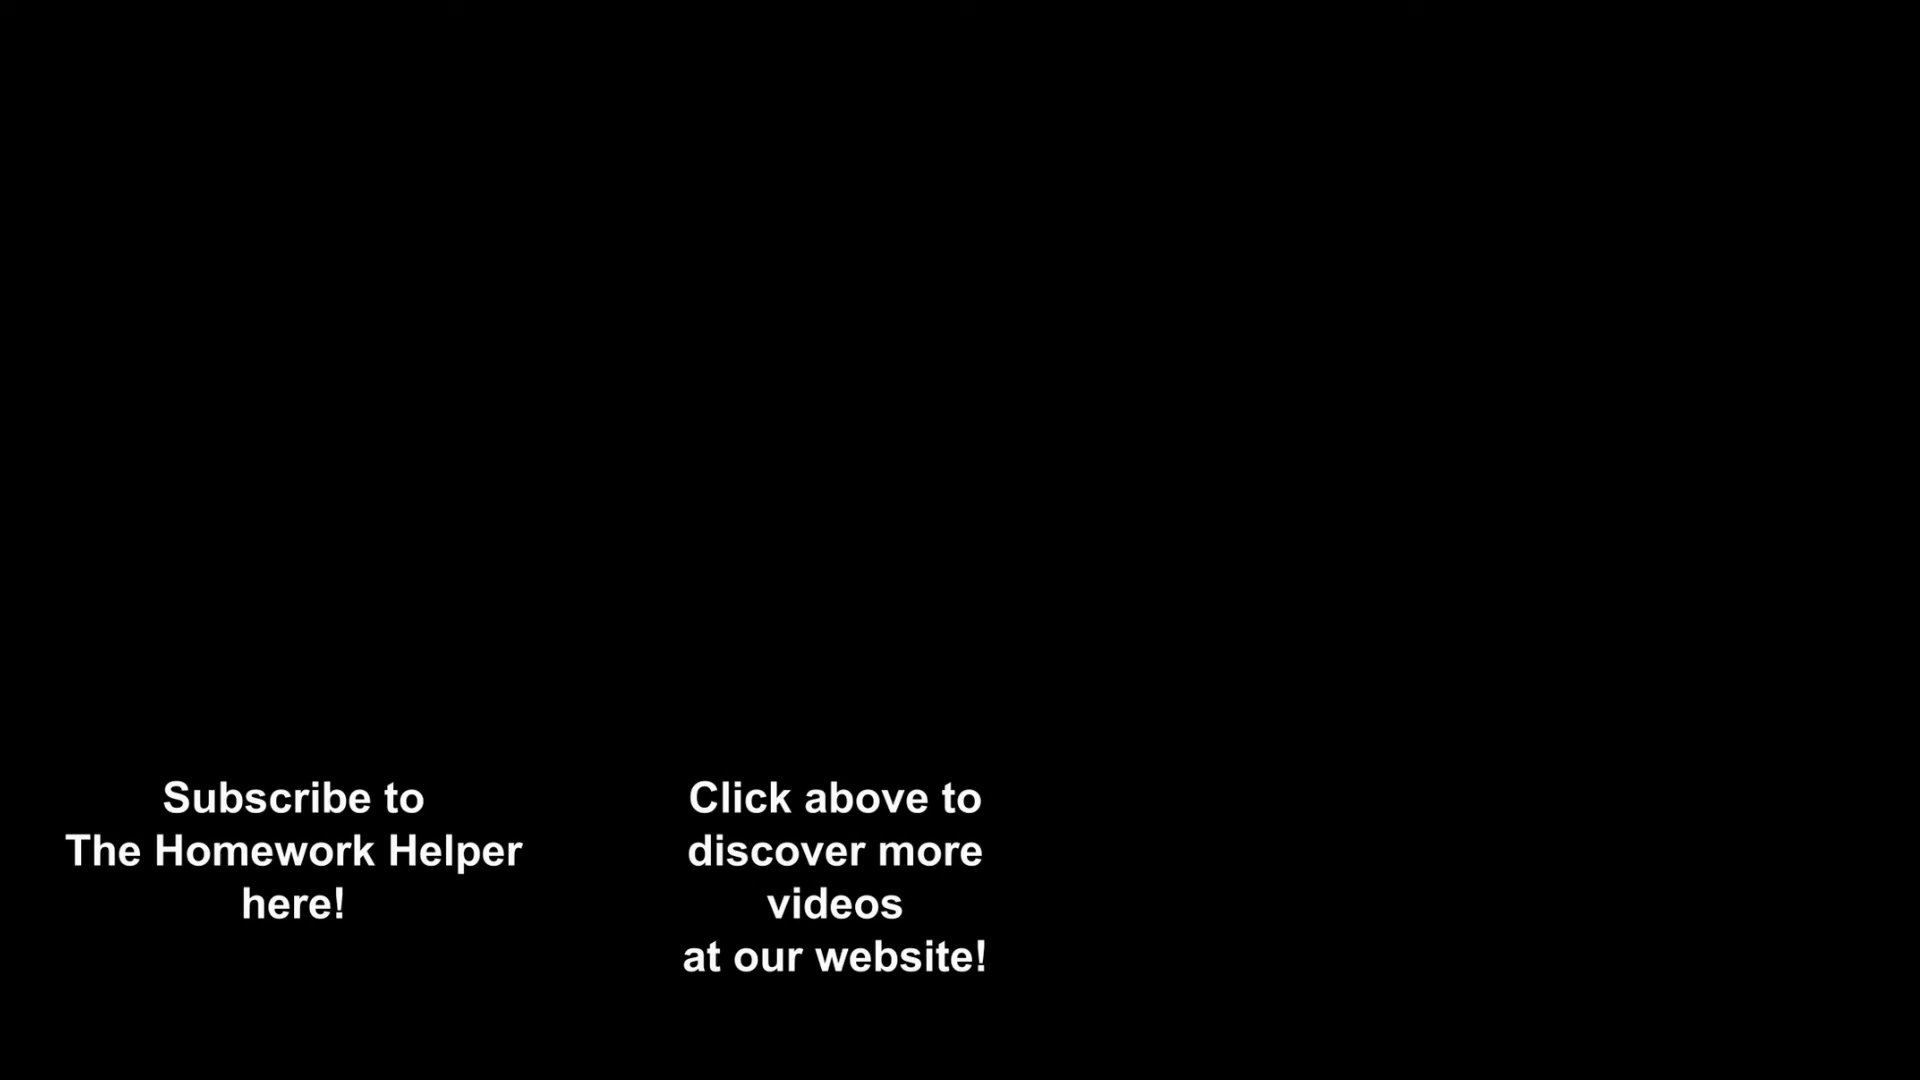 Subscribe to
The Homework Helper
here!
Click above to
discover more
videos
at our website!